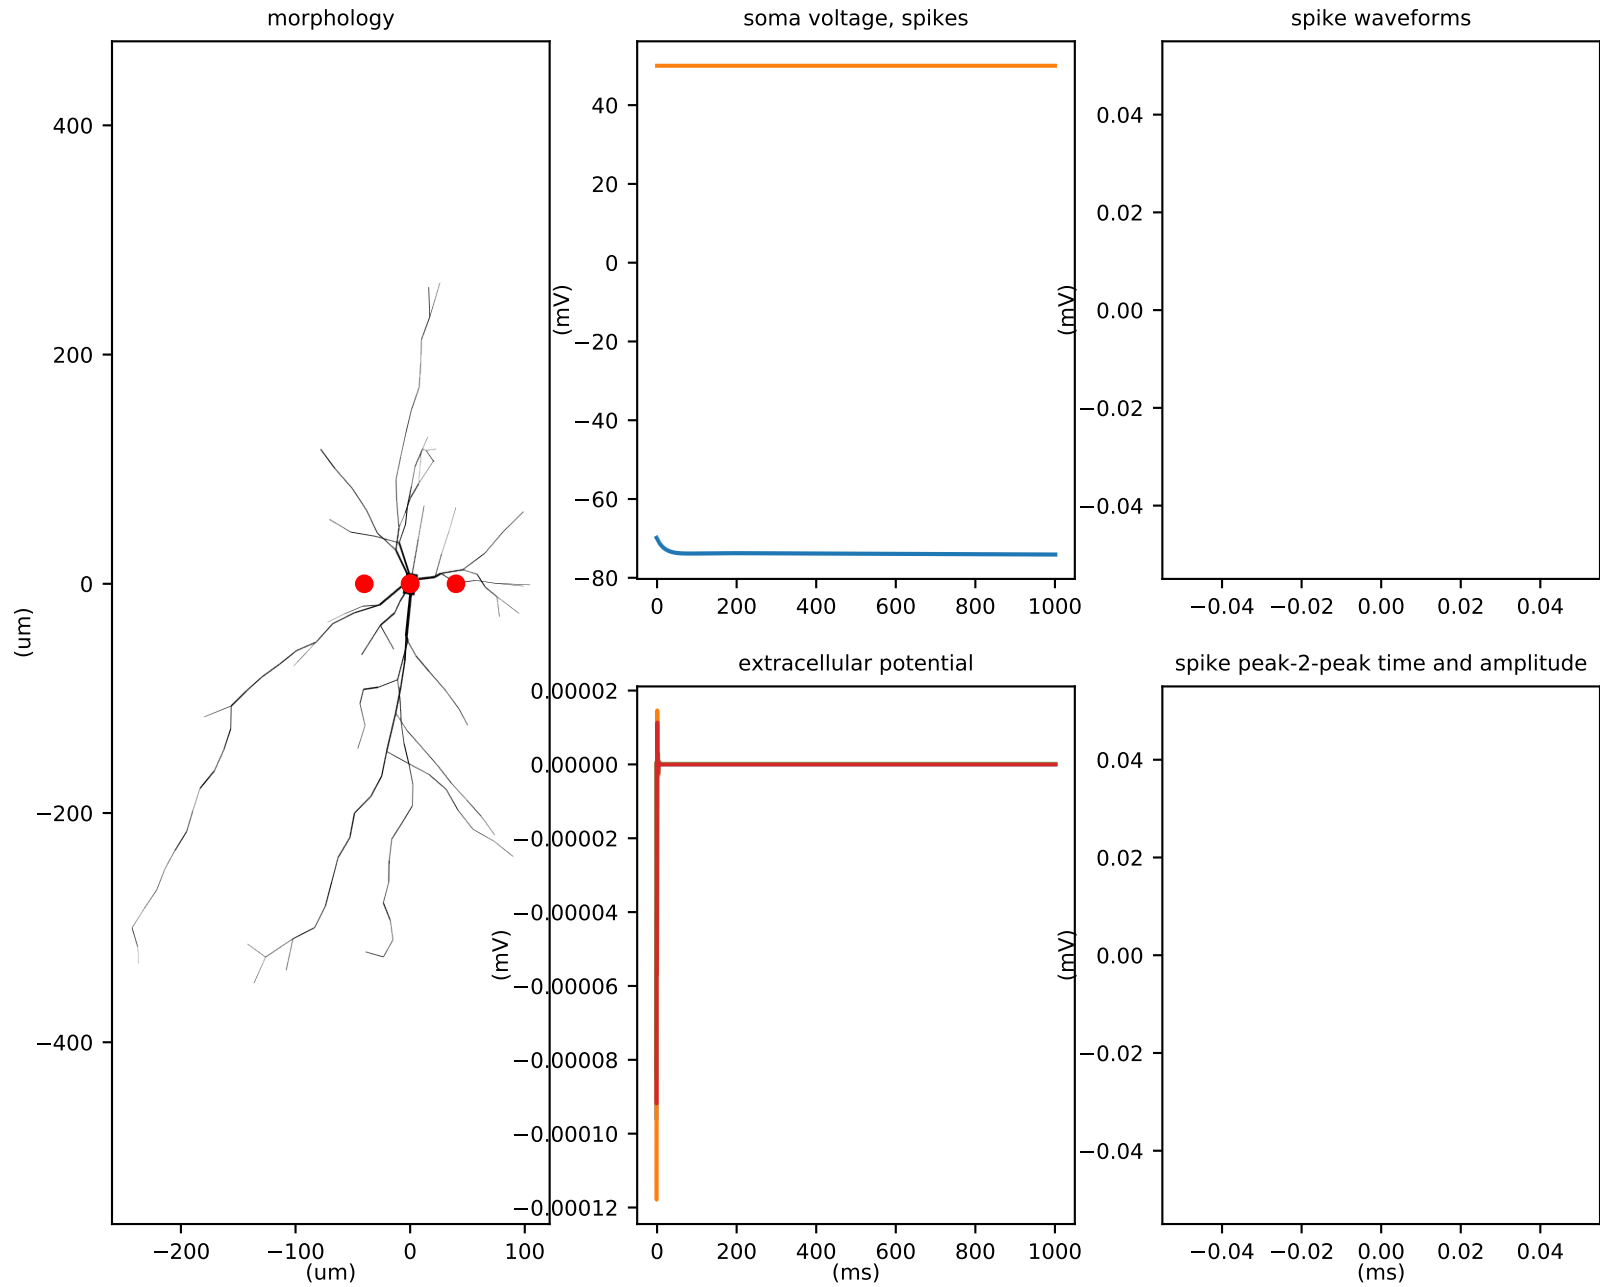 morphology
400
200
0
−200
−400
(um)
−200 −100 0 100
(um)
soma voltage, spikes
40
20
0
−20
−40
−60
−80
(mV)
0 200 400 600 800 1000
spike waveforms
0.04
0.02
0.00
−0.02
−0.04
(mV)
−0.04 −0.02 0.00 0.02 0.04
extracellular potential
0.00002
0.00000
−0.00002
−0.00004
−0.00006
−0.00008
−0.00010
−0.00012
(mV)
0 200 400 600 800 1000
(ms)
spike peak-2-peak time and amplitude
0.04
0.02
0.00
−0.02
−0.04
(mV)
−0.04 −0.02 0.00 0.02 0.04
(ms)